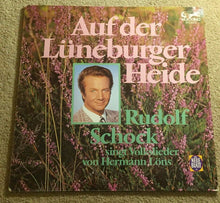 Auf der
Lüneburger
Heide
Rudolf
Schock
singt Volkslieder
von Hermann Löns